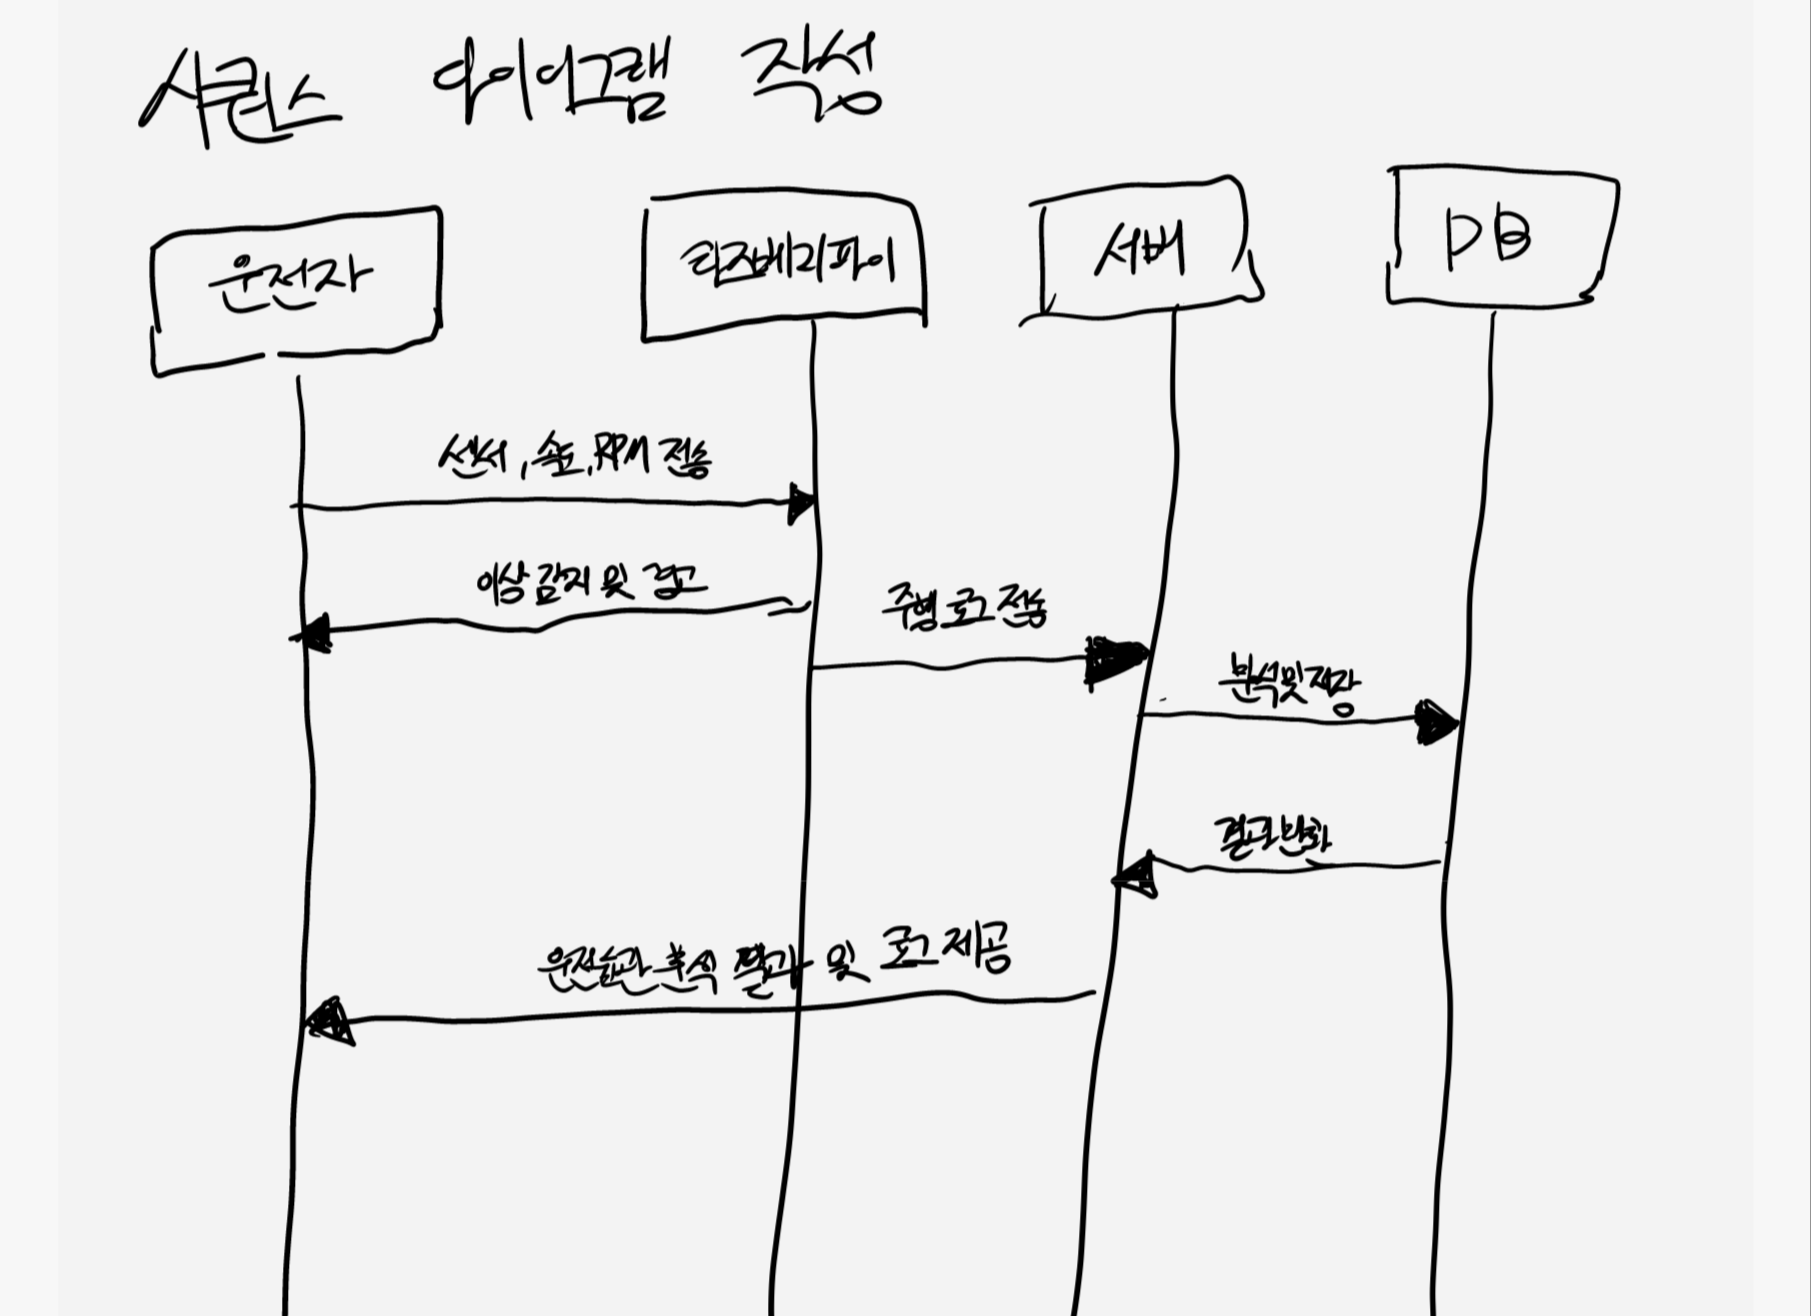 시퀀스 다이어그램 작성
운전자
라즈베리파이
서버
DB
센서, 속도, RPM 전송
이상 감지 및 경고
주행 로그 전송
분석 및 저장
결과 반환
운전습관 분석 결과 및 로그 제공